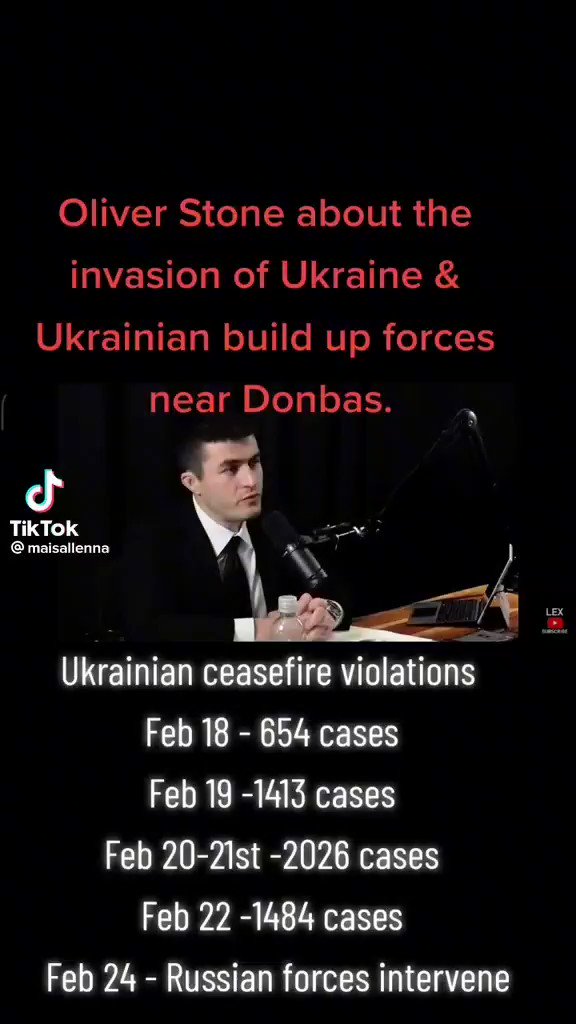 Oliver Stone about the
invasion of Ukraine &
Ukrainian build up forces
near Donbas.
TikTok
@ maisallenna
LEX
SUBSCRIBE
Ukrainian ceasefire violations
Feb 18 - 654 cases
Feb 19 -1413 cases
Feb 20-21st -2026 cases
Feb 22 -1484 cases
Feb 24 - Russian forces intervene